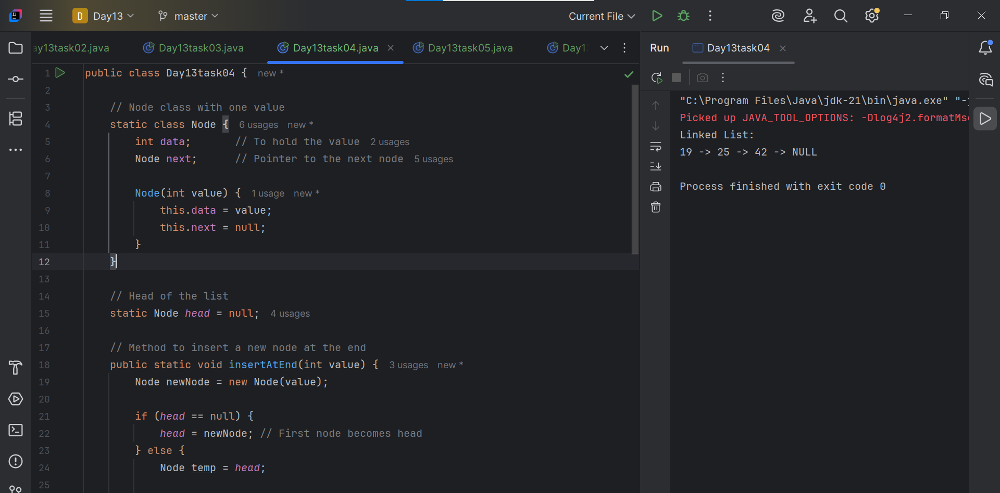 D Day13 master Current File
ay13task02.java Day13task03.java Day13task04.java Day13task05.java Day1
Run Day13task04
1 public class Day13task04 { new *
2
3 // Node class with one value
4 static class Node { 6 usages new *
5 int data; // To hold the value 2 usages
6 Node next; // Pointer to the next node 5 usages
7
8 Node(int value) { 1 usage new *
9 this.data = value;
10 this.next = null;
11 }
12 }
13
14 // Head of the list
15 static Node head = null; 4 usages
16
17 // Method to insert a new node at the end
18 public static void insertAtEnd(int value) { 3 usages new *
19 Node newNode = new Node(value);
20
21 if (head == null) {
22 head = newNode; // First node becomes head
23 } else {
24 Node temp = head;
25
"C:\Program Files\Java\jdk-21\bin\java.exe" "-
Picked up JAVA_TOOL_OPTIONS: -Dlog4j2.formatMs
Linked List:
19 -> 25 -> 42 -> NULL
Process finished with exit code 0